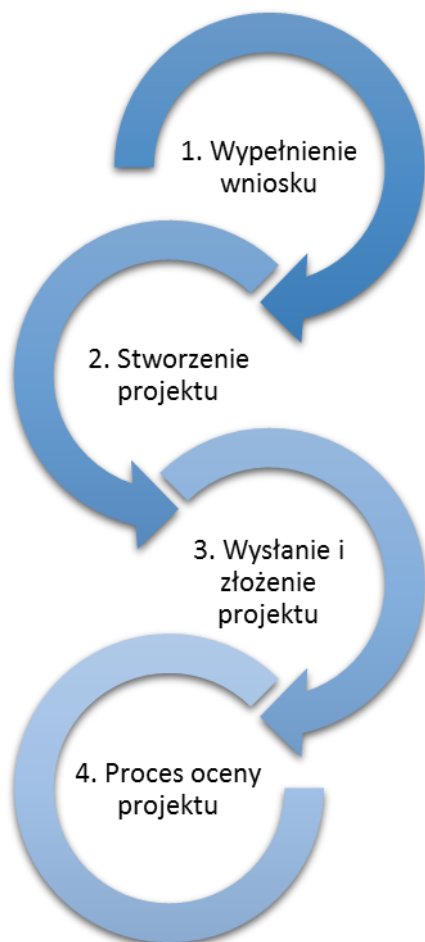 1. Wypełnienie
wniosku
2. Stworzenie
projektu
3. Wysłanie i
złożenie
projektu
4. Proces oceny
projektu